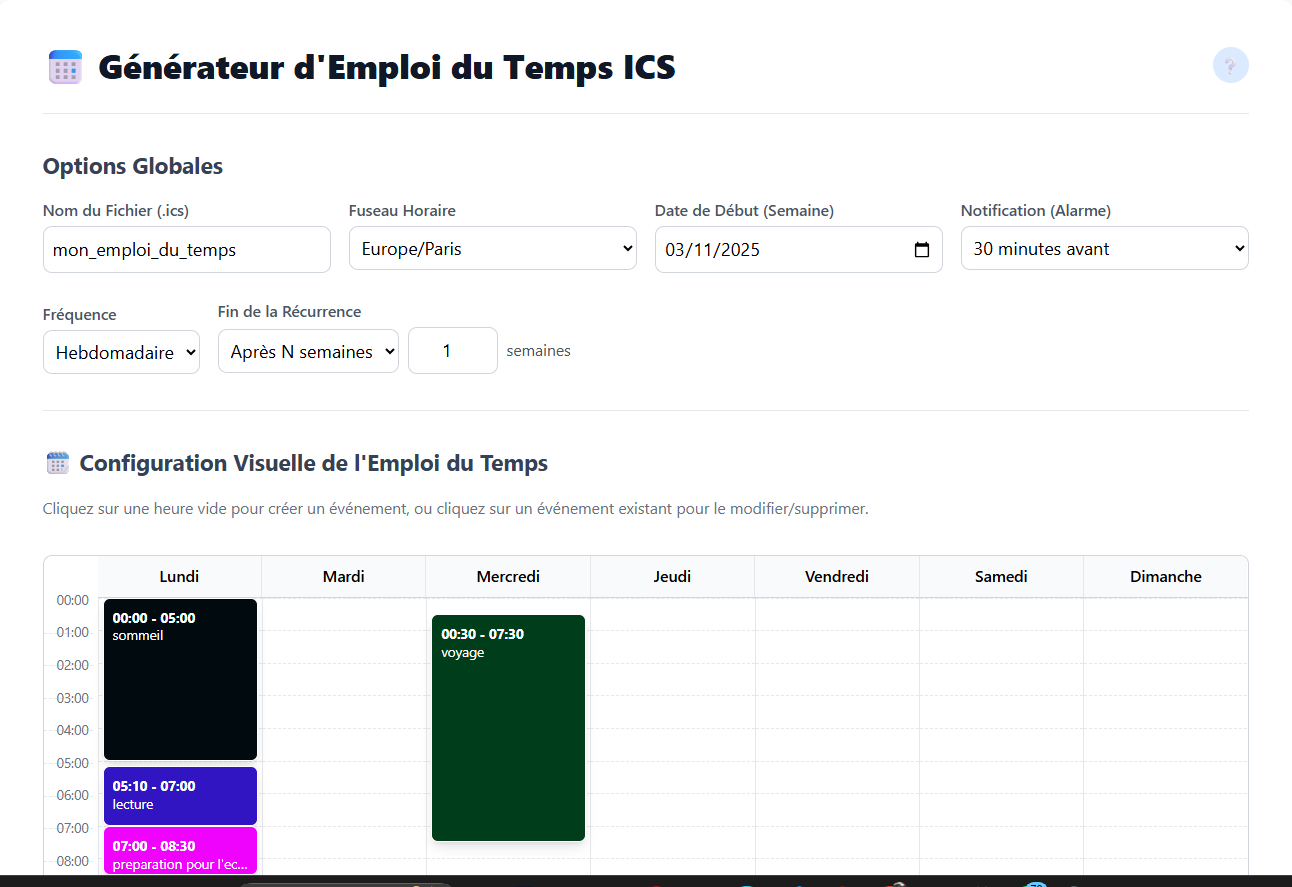 Générateur d'Emploi du Temps ICS
?
Options Globales
Nom du Fichier (.ics)
Fuseau Horaire
Date de Début (Semaine)
Notification (Alarme)
mon_emploi_du_temps
Europe/Paris
03/11/2025
30 minutes avant
Fréquence
Fin de la Récurrence
Hebdomadaire
Après N semaines
1
semaines
Configuration Visuelle de l'Emploi du Temps
Cliquez sur une heure vide pour créer un événement, ou cliquez sur un événement existant pour le modifier/supprimer.
Lundi
Mardi
Mercredi
Jeudi
Vendredi
Samedi
Dimanche
00:00
01:00
02:00
03:00
04:00
05:00
06:00
07:00
08:00
00:00 - 05:00
sommeil
05:10 - 07:00
lecture
07:00 - 08:30
preparation pour l'ec...
00:30 - 07:30
voyage